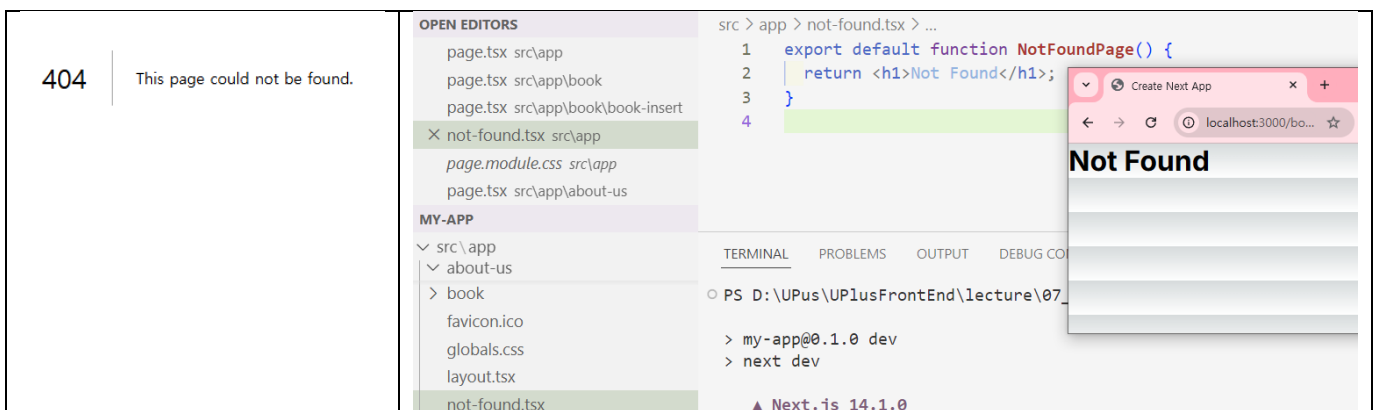 404
This page could not be found.
OPEN EDITORS
page.tsx src\app
page.tsx src\app\book
page.tsx src\app\book\book-insert
not-found.tsx src\app
page.module.css src\app
page.tsx src\app\about-us
MY-APP
src\app
about-us
book
favicon.ico
globals.css
layout.tsx
not-found.tsx
src > app > not-found.tsx > ...
1 export default function NotFoundPage() {
2 return <h1>Not Found</h1>;
3 }
4
Create Next App
localhost:3000/bo...
Not Found
TERMINAL PROBLEMS OUTPUT DEBUG CO
PS D:\UPus\UPlusFrontEnd\lecture\07_
> my-app@0.1.0 dev
> next dev
▲ Next.js 14.1.0